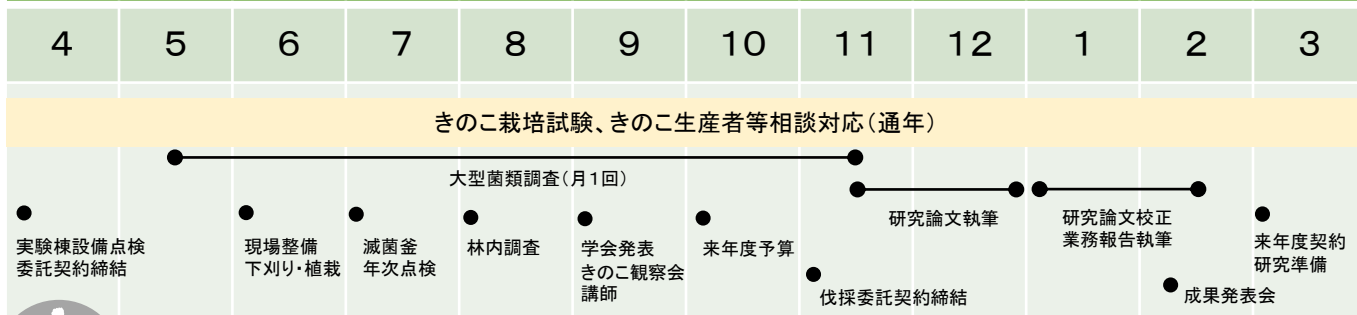 4 5 6 7 8 9 10 11 12 1 2 3
きのこ栽培試験、きのこ生産者等相談対応(通年)
大型菌類調査(月1回)
実験棟設備点検
委託契約締結
現場整備
下刈り・植栽
滅菌釜
年次点検
林内調査
学会発表
きのこ観察会
講師
来年度予算
伐採委託契約締結
研究論文執筆
研究論文校正
業務報告執筆
成果発表会
来年度契約
研究準備